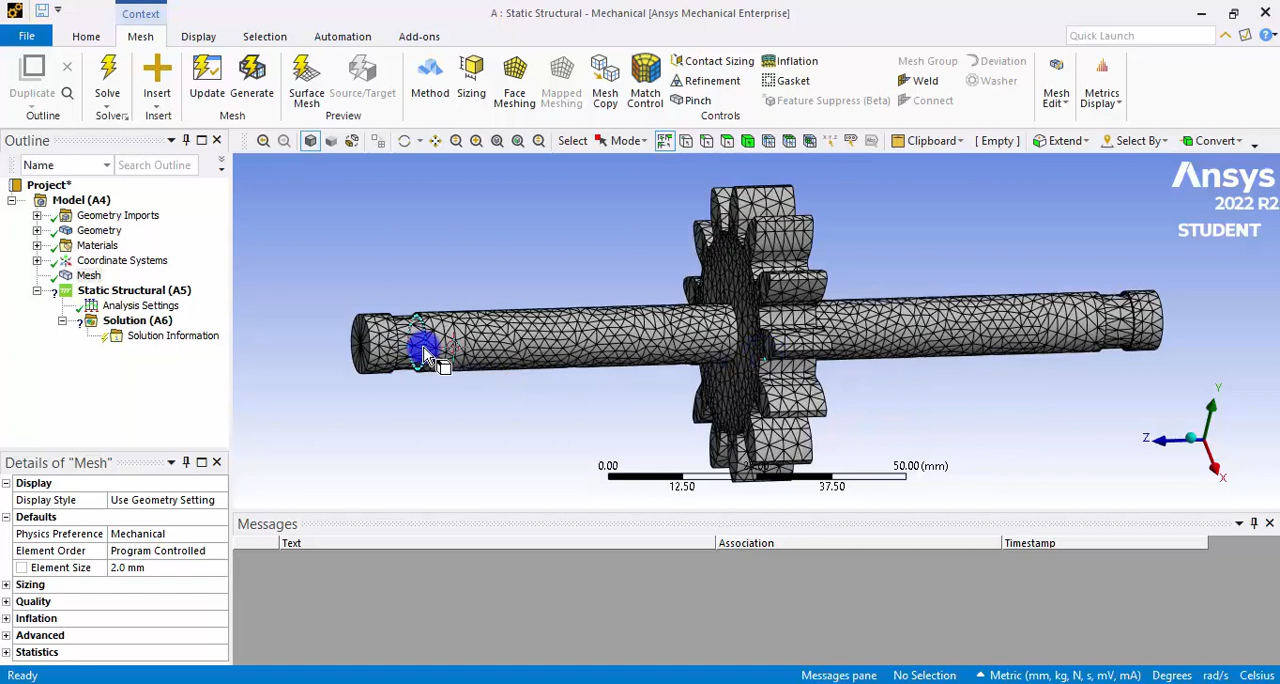 Context
A : Static Structural - Mechanical [Ansys Mechanical Enterprise]
File Home Mesh Display Selection Automation Add-ons Quick Launch
Duplicate Solve Insert Update Generate Surface Mesh Source/Target Method Sizing Face Meshing Mapped Meshing Mesh Copy Match Control
Contact Sizing Inflation Mesh Group Deviation
Refinement Gasket Weld Washer
Pinch Feature Suppress (Beta) Connect
Mesh Edit Metrics Display
Outline Solver Insert Mesh Preview Controls
Outline Select Mode Clipboard [ Empty ] Extend Select By Convert
Name Search Outline
Project*
Model (A4)
Geometry Imports
Geometry
Materials
Coordinate Systems
Mesh
Static Structural (A5)
Analysis Settings
Solution (A6)
Solution Information
Ansys
2022 R2
STUDENT
Y
Z
X
0.00 25.00 50.00 (mm)
12.50 37.50
Details of "Mesh"
Display
Display Style Use Geometry Setting
Defaults
Physics Preference Mechanical
Element Order Program Controlled
Element Size 2.0 mm
Sizing
Quality
Inflation
Advanced
Statistics
Messages
Text Association Timestamp
Ready Messages pane No Selection Metric (mm, kg, N, s, mV, mA) Degrees rad/s Celsius